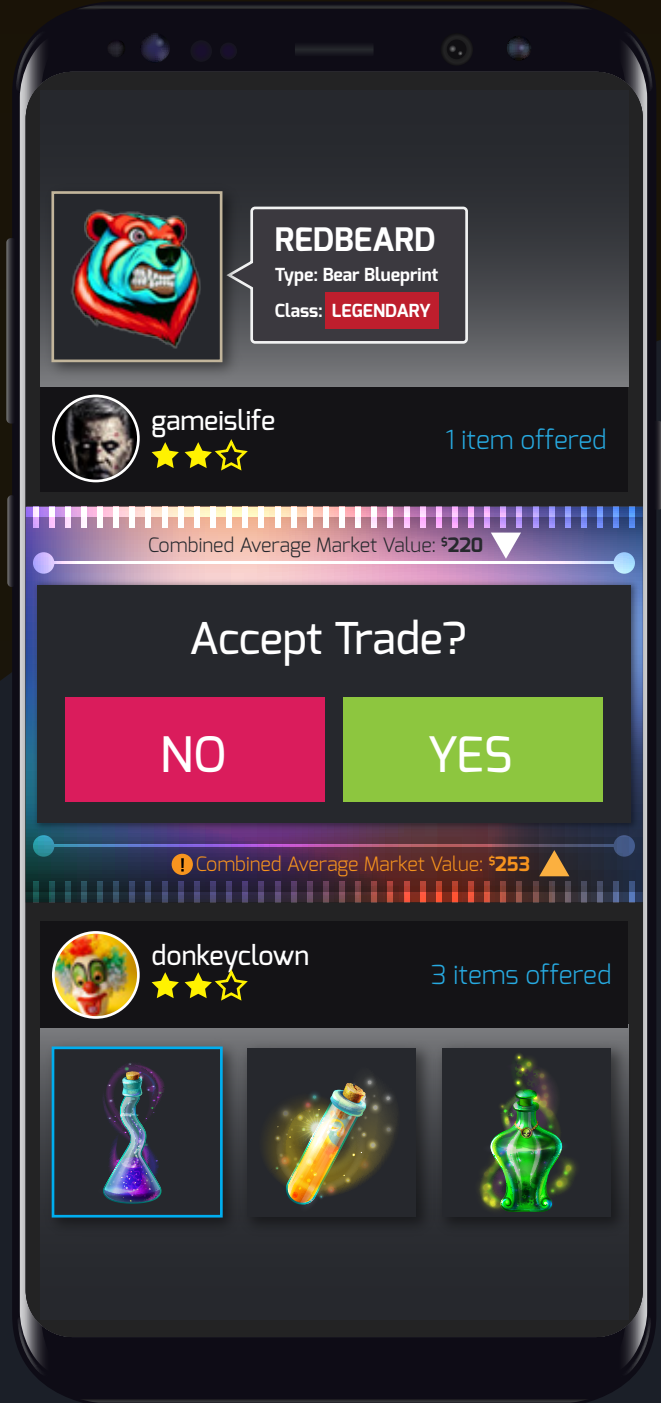 REDBEARD
Type: Bear Blueprint
Class: LEGENDARY
gameislife
1 item offered
Combined Average Market Value: $220
Accept Trade?
NO
YES
! Combined Average Market Value: $253
donkeyclown
3 items offered